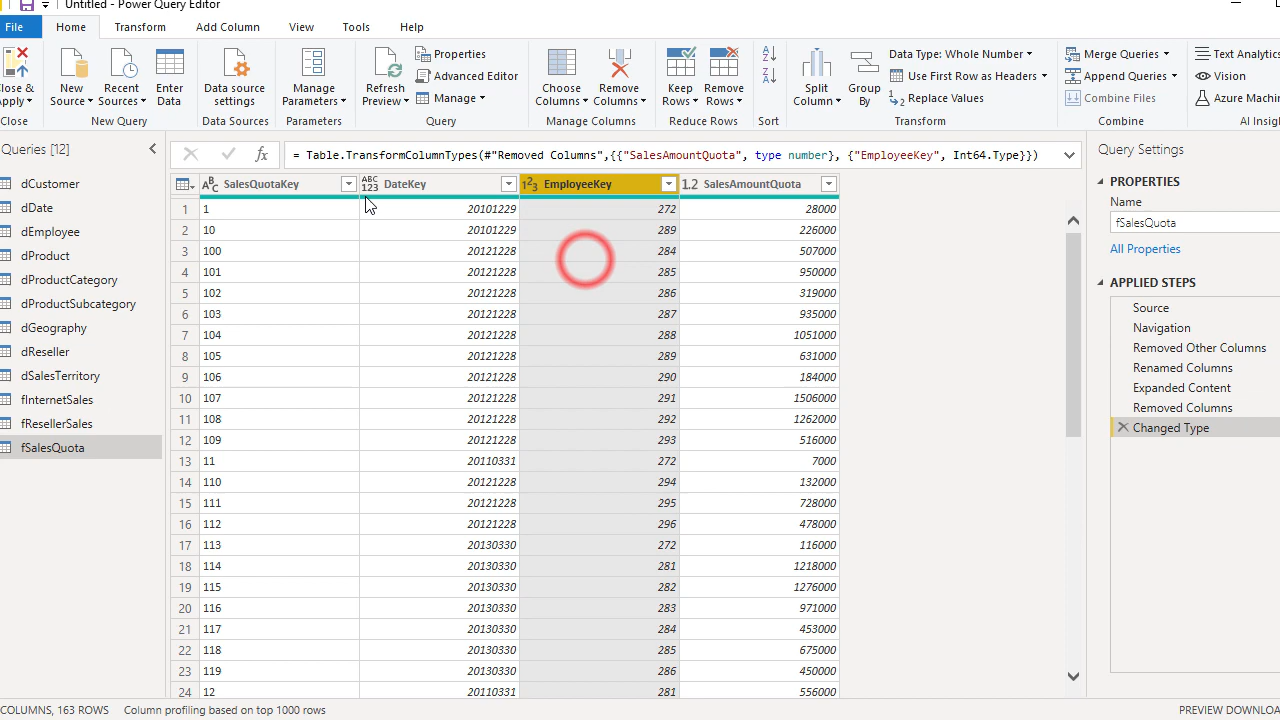 Untitled - Power Query Editor
File Home Transform Add Column View Tools Help
Close & Apply
New Source
Recent Sources
Enter Data
Data source settings
Manage Parameters
Refresh Preview
Properties
Advanced Editor
Manage
Choose Columns
Remove Columns
Keep Rows
Remove Rows
Split Column
Group By
Data Type: Whole Number
Use First Row as Headers
Replace Values
Merge Queries
Append Queries
Combine Files
Text Analytic
Vision
Azure Machin
Close New Query Data Sources Parameters Query Manage Columns Reduce Rows Sort Transform Combine AI Insig
Queries [12]
dCustomer
dDate
dEmployee
dProduct
dProductCategory
dProductSubcategory
dGeography
dReseller
dSalesTerritory
fInternetSales
fResellerSales
fSalesQuota
= Table.TransformColumnTypes(#"Removed Columns",{{"SalesAmountQuota", type number}, {"EmployeeKey", Int64.Type}})
SalesQuotaKey DateKey EmployeeKey SalesAmountQuota
1 1 20101229 272 28000
2 10 20101229 289 226000
3 100 20121228 284 507000
4 101 20121228 285 950000
5 102 20121228 286 319000
6 103 20121228 287 935000
7 104 20121228 288 1051000
8 105 20121228 289 631000
9 106 20121228 290 184000
10 107 20121228 291 1506000
11 108 20121228 292 1262000
12 109 20121228 293 516000
13 11 20110331 272 7000
14 110 20121228 294 132000
15 111 20121228 295 728000
16 112 20121228 296 478000
17 113 20130330 272 116000
18 114 20130330 281 1218000
19 115 20130330 282 1276000
20 116 20130330 283 971000
21 117 20130330 284 453000
22 118 20130330 285 675000
23 119 20130330 286 450000
24 12 20110331 281 556000
Query Settings
PROPERTIES
Name
fSalesQuota
All Properties
APPLIED STEPS
Source
Navigation
Removed Other Columns
Renamed Columns
Expanded Content
Removed Columns
Changed Type
COLUMNS, 163 ROWS Column profiling based on top 1000 rows PREVIEW DOWNLOA